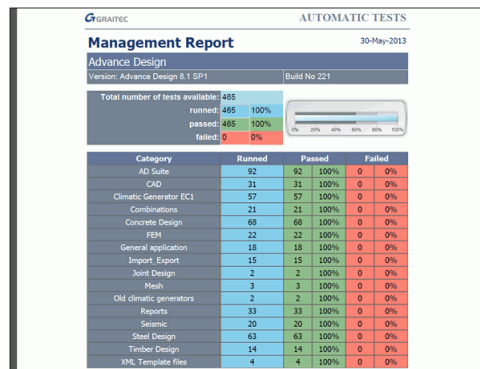 GRAITEC AUTOMATIC TESTS
Management Report 30-May-2013
Advance Design
Version: Advance Design 8.1 SP1 Build No 221
Total number of tests available: 465
runned: 465 100%
passed: 465 100%
failed: 0 0%
0% 20% 40% 60% 80% 100%
Category Runned Passed Failed
AD Suite 92 92 100% 0 0%
CAD 31 31 100% 0 0%
Climatic Generator EC1 57 57 100% 0 0%
Combinations 21 21 100% 0 0%
Concrete Design 68 68 100% 0 0%
FEM 22 22 100% 0 0%
General application 18 18 100% 0 0%
Import_Export 15 15 100% 0 0%
Joint Design 2 2 100% 0 0%
Mesh 3 3 100% 0 0%
Old climatic generators 2 2 100% 0 0%
Reports 33 33 100% 0 0%
Seismic 20 20 100% 0 0%
Steel Design 63 63 100% 0 0%
Timber Design 14 14 100% 0 0%
XML Template files 4 4 100% 0 0%